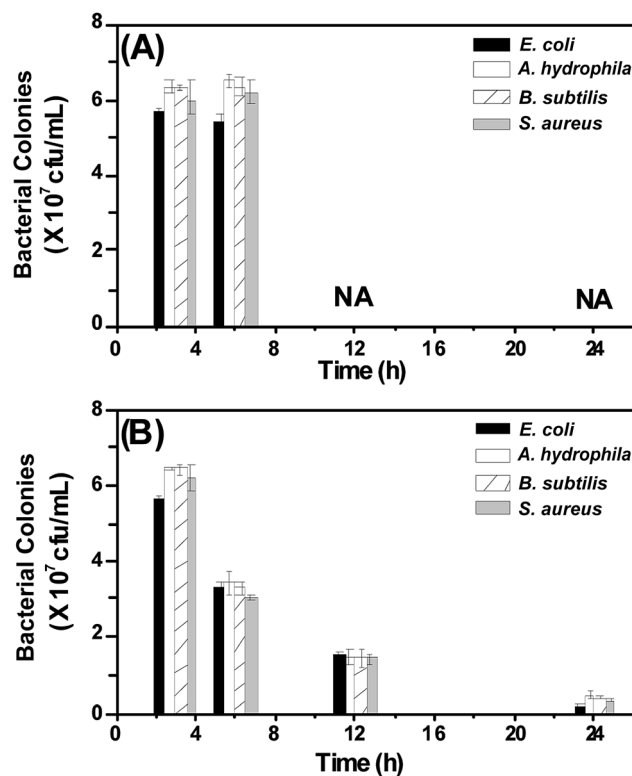 (A)
E. coli
A. hydrophila
B. subtilis
S. aureus
Bacterial Colonies
(X 10⁷ cfu/mL)
8
6
4
2
0
NA
NA
0 4 8 12 16 20 24
Time (h)
(B)
E. coli
A. hydrophila
B. subtilis
S. aureus
Bacterial Colonies
(X 10⁷ cfu/mL)
8
6
4
2
0
0 4 8 12 16 20 24
Time (h)